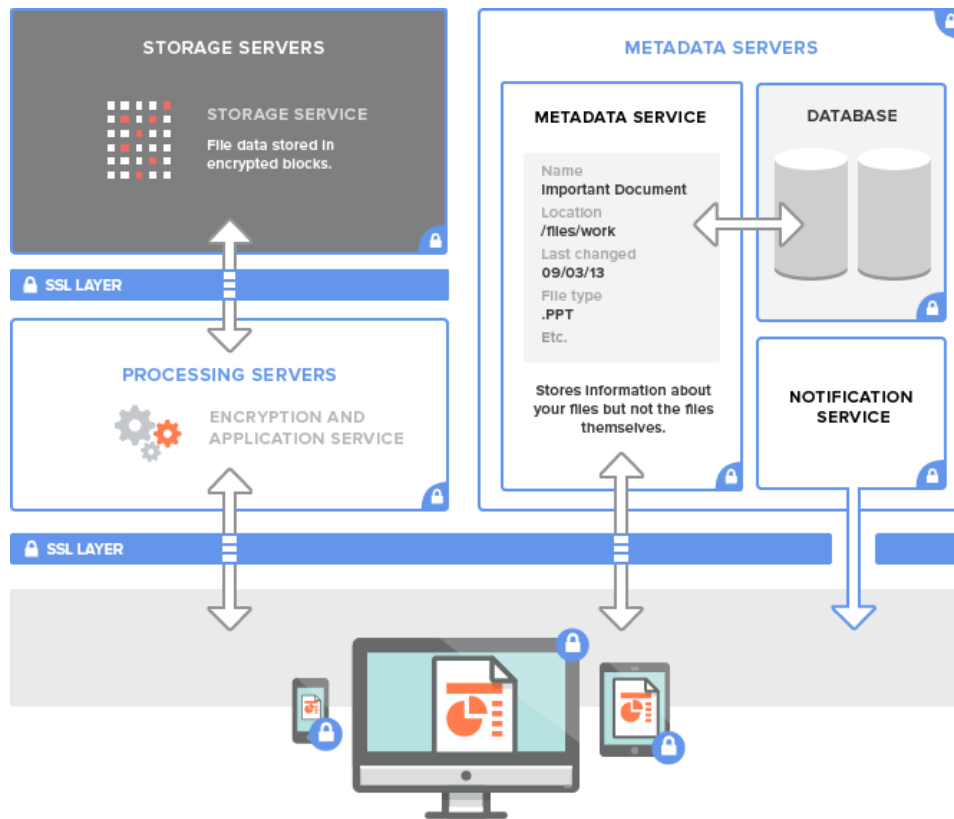 STORAGE SERVERS
STORAGE SERVICE
File data stored in
encrypted blocks.
SSL LAYER
PROCESSING SERVERS
ENCRYPTION AND
APPLICATION SERVICE
METADATA SERVERS
METADATA SERVICE
Name
Important Document
Location
/files/work
Last changed
09/03/13
File type
.PPT
Etc.
Stores information about
your files but not the files
themselves.
DATABASE
NOTIFICATION
SERVICE
SSL LAYER